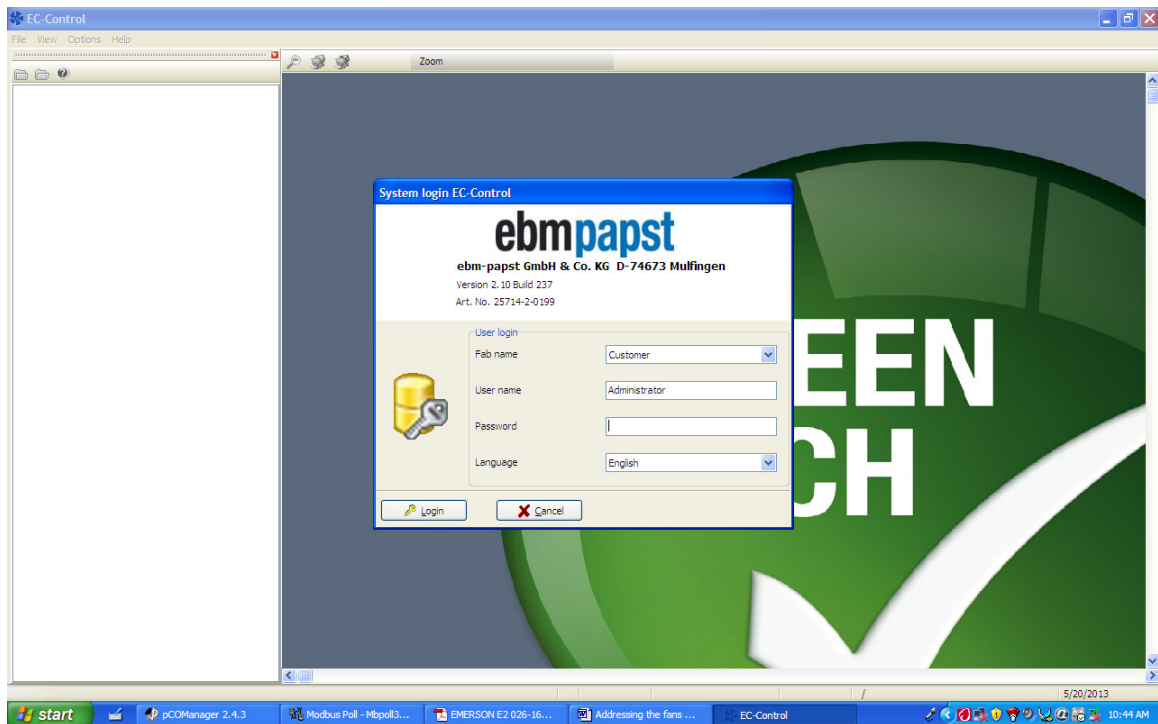 EC-Control
File View Options Help
Zoom
System login EC-Control
ebmpapst
ebm-papst GmbH & Co. KG D-74673 Mulfingen
Version 2.10 Build 237
Art. No. 25714-2-0199
User login
Fab name Customer
User name Administrator
Password
Language English
Login Cancel
EEN
CH
/ 5/20/2013
start pCOManager 2.4.3 Modbus Poll - Mbpoll3... EMERSON E2 026-16... Addressing the fans ... EC-Control 10:44 AM